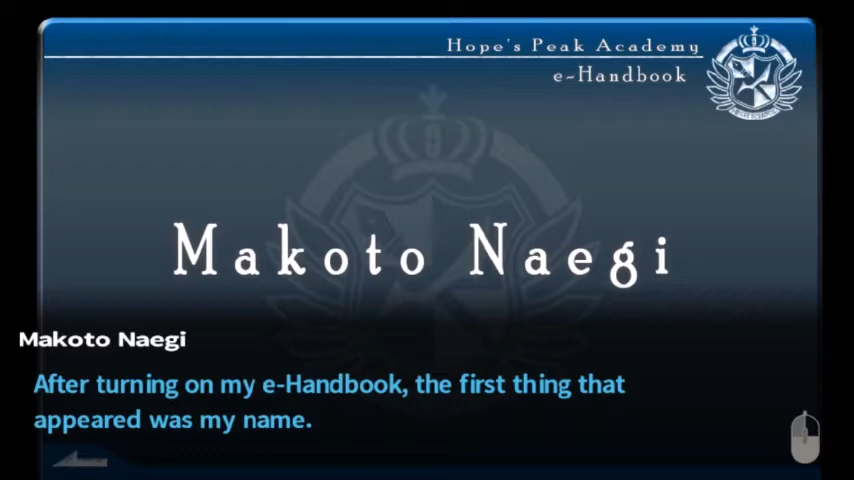 Hope's Peak Academy
e-Handbook
Makoto Naegi
Makoto Naegi
After turning on my e-Handbook, the first thing that
appeared was my name.